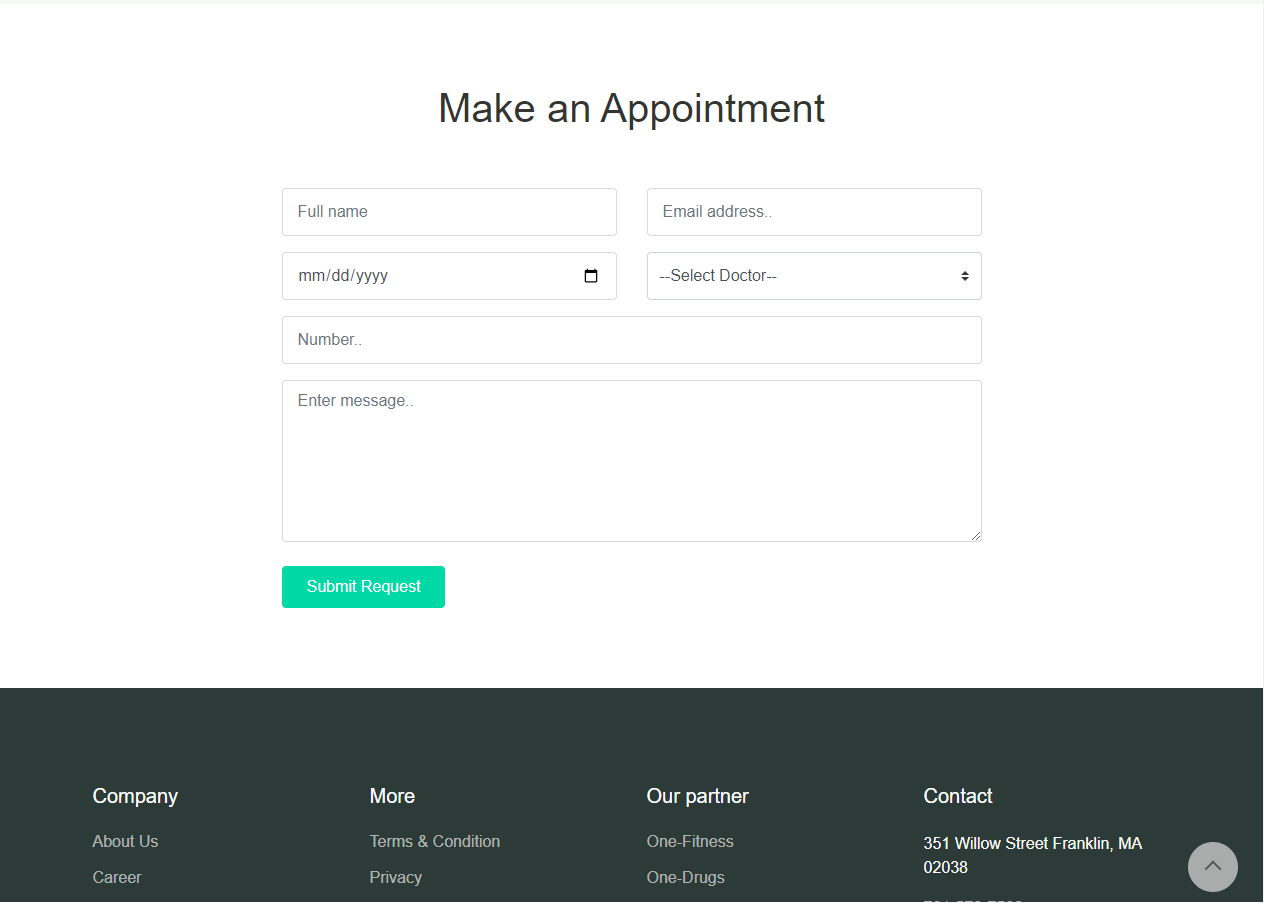 Make an Appointment
Full name
Email address..
mm/dd/yyyy
--Select Doctor--
Number..
Enter message..
Submit Request
Company
More
Our partner
Contact
About Us
Terms & Condition
One-Fitness
351 Willow Street Franklin, MA
02038
Career
Privacy
One-Drugs